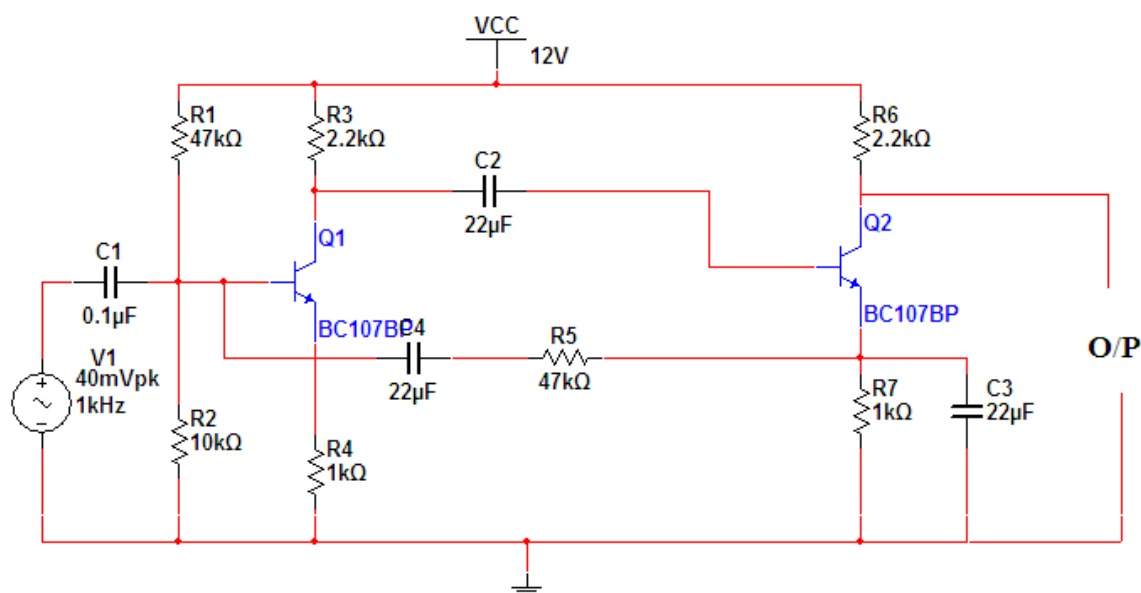 VCC
12V
R1
47kΩ
R3
2.2kΩ
R6
2.2kΩ
C2
22µF
Q1
Q2
C1
0.1µF
BC107BP
BC107BP
C4
22µF
R5
47kΩ
O/P
V1
40mVpk
1kHz
R2
10kΩ
R4
1kΩ
R7
1kΩ
C3
22µF